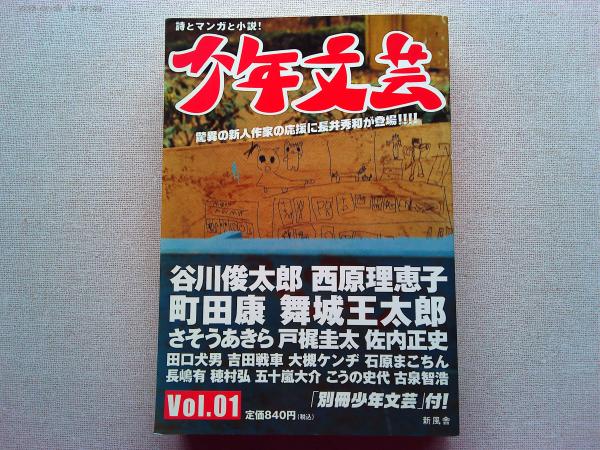 詩とマンガと小説!
少年文芸
驚異の新人作家の応援に長井秀和が登場!!!!
谷川俊太郎 西原理恵子
町田康 舞城王太郎
さそうあきら 戸梶圭太 佐内正史
田口犬男 吉田戦車 大槻ケンヂ 石原まこちん
長嶋有 穂村弘 五十嵐大介 こうの史代 古泉智浩
Vol.01
定価840円(税込)
「別冊少年文芸」付!
新風舎